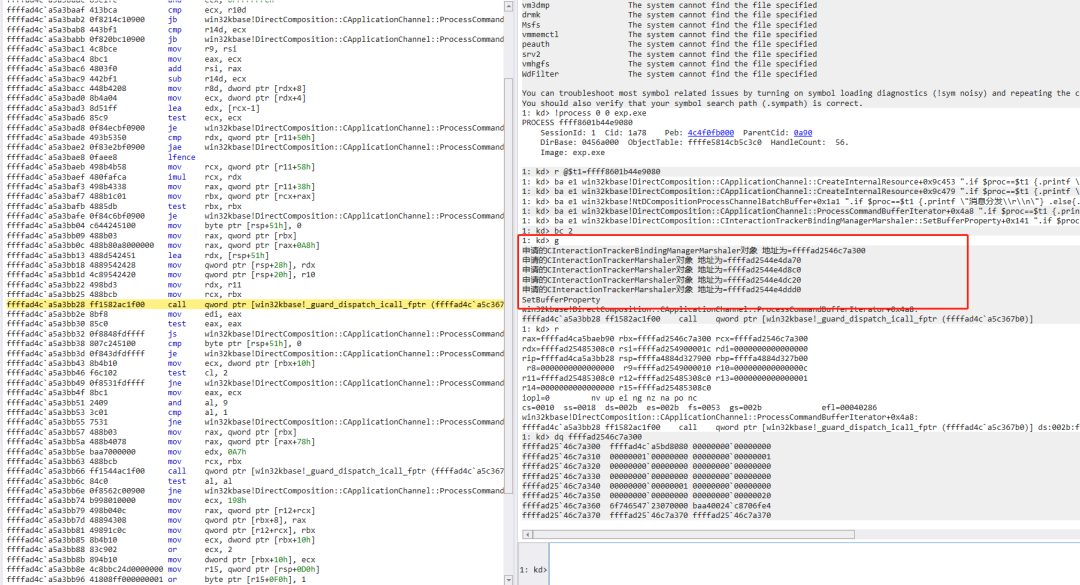 ffffad4c`a5a3baaf 413bca cmp ecx, r10d
ffffad4c`a5a3bab2 0f8214c10900 jb win32kbase!DirectComposition::CApplicationChannel::ProcessCommand
ffffad4c`a5a3bab8 443bf1 cmp r14d, ecx
ffffad4c`a5a3babb 0f820bc10900 jb win32kbase!DirectComposition::CApplicationChannel::ProcessCommand
ffffad4c`a5a3bac1 4c8bce mov r9, rsi
ffffad4c`a5a3bac4 8bc1 mov eax, ecx
ffffad4c`a5a3bac6 4803f0 add rsi, rax
ffffad4c`a5a3bac9 442bf1 sub r14d, ecx
ffffad4c`a5a3bacc 448b4208 mov r8d, dword ptr [rdx+8]
ffffad4c`a5a3bad0 8b4a04 mov ecx, dword ptr [rdx+4]
ffffad4c`a5a3bad3 8d51ff lea edx, [rcx-1]
ffffad4c`a5a3bad6 85c9 test ecx, ecx
ffffad4c`a5a3bad8 0f84ecbf0900 je win32kbase!DirectComposition::CApplicationChannel::ProcessCommand
ffffad4c`a5a3bade 493b5350 cmp rdx, qword ptr [r11+50h]
ffffad4c`a5a3bae2 0f83e2bf0900 jae win32kbase!DirectComposition::CApplicationChannel::ProcessCommand
ffffad4c`a5a3bae8 0faee8 lfence
ffffad4c`a5a3baeb 498b4b58 mov rcx, qword ptr [r11+58h]
ffffad4c`a5a3baef 480fafca imul rcx, rdx
ffffad4c`a5a3baf3 498b4338 mov rax, qword ptr [r11+38h]
ffffad4c`a5a3baf7 488b1c01 mov rbx, qword ptr [rcx+rax]
ffffad4c`a5a3bafb 4885db test rbx, rbx
ffffad4c`a5a3bafe 0f84c6bf0900 je win32kbase!DirectComposition::CApplicationChannel::ProcessCommand
ffffad4c`a5a3bb04 c644245100 mov byte ptr [rsp+51h], 0
ffffad4c`a5a3bb09 488b03 mov rax, qword ptr [rbx]
ffffad4c`a5a3bb0c 488b80a8000000 mov rax, qword ptr [rax+0A8h]
ffffad4c`a5a3bb13 488d542451 lea rdx, [rsp+51h]
ffffad4c`a5a3bb18 4889542428 mov qword ptr [rsp+28h], rdx
ffffad4c`a5a3bb1d 4c89542420 mov qword ptr [rsp+20h], r10
ffffad4c`a5a3bb22 498bd3 mov rdx, r11
ffffad4c`a5a3bb25 488bcb mov rcx, rbx
ffffad4c`a5a3bb28 ff1582ac1f00 call qword ptr [win32kbase!_guard_dispatch_icall_fptr (ffffad4c`a5c367
ffffad4c`a5a3bb2e 8bf8 mov edi, eax
ffffad4c`a5a3bb30 85c0 test eax, eax
ffffad4c`a5a3bb32 0f8848fdffff js win32kbase!DirectComposition::CApplicationChannel::ProcessCommand
ffffad4c`a5a3bb38 807c245100 cmp byte ptr [rsp+51h], 0
ffffad4c`a5a3bb3d 0f843dfdffff je win32kbase!DirectComposition::CApplicationChannel::ProcessCommand
ffffad4c`a5a3bb43 8b4b10 mov ecx, dword ptr [rbx+10h]
ffffad4c`a5a3bb46 f6c102 test cl, 2
ffffad4c`a5a3bb49 0f8531fdffff jne win32kbase!DirectComposition::CApplicationChannel::ProcessCommand
ffffad4c`a5a3bb4f 8bc1 mov eax, ecx
ffffad4c`a5a3bb51 2409 and al, 9
ffffad4c`a5a3bb53 3c01 cmp al, 1
ffffad4c`a5a3bb55 7531 jne win32kbase!DirectComposition::CApplicationChannel::ProcessCommand
ffffad4c`a5a3bb57 488b03 mov rax, qword ptr [rbx]
ffffad4c`a5a3bb5a 488b4078 mov rax, qword ptr [rax+78h]
ffffad4c`a5a3bb5e baa7000000 mov edx, 0A7h
ffffad4c`a5a3bb63 488bcb mov rcx, rbx
ffffad4c`a5a3bb66 ff1544ac1f00 call qword ptr [win32kbase!_guard_dispatch_icall_fptr (ffffad4c`a5c367
ffffad4c`a5a3bb6c 84c0 test al, al
ffffad4c`a5a3bb6e 0f8562c00900 jne win32kbase!DirectComposition::CApplicationChannel::ProcessCommand
ffffad4c`a5a3bb74 b998010000 mov ecx, 198h
ffffad4c`a5a3bb79 498b040c mov rax, qword ptr [r12+rcx]
ffffad4c`a5a3bb7d 48894308 mov qword ptr [rbx+8], rax
ffffad4c`a5a3bb81 49891c0c mov qword ptr [r12+rcx], rbx
ffffad4c`a5a3bb85 8b4b10 mov ecx, dword ptr [rbx+10h]
ffffad4c`a5a3bb88 83c902 or ecx, 2
ffffad4c`a5a3bb8b 894b10 mov dword ptr [rbx+10h], ecx
ffffad4c`a5a3bb8e 4c8bbc24d0000000 mov r15, qword ptr [rsp+0D0h]
ffffad4c`a5a3bb96 41808ff000000001 or byte ptr [r15+0F0h], 1
vm3dmp The system cannot find the file specified
drmk The system cannot find the file specified
Msfs The system cannot find the file specified
vmmemctl The system cannot find the file specified
peauth The system cannot find the file specified
srv2 The system cannot find the file specified
vmhgfs The system cannot find the file specified
WdFilter The system cannot find the file specified
You can troubleshoot most symbol related issues by turning on symbol loading diagnostics (!sym noisy) and repeating the c
You should also verify that your symbol search path (.sympath) is correct.
1: kd> !process 0 0 exp.exe
PROCESS ffff8601b44e9080
SessionId: 1 Cid: 1a78 Peb: 4c4f0fb000 ParentCid: 0a90
DirBase: 0456a000 ObjectTable: ffffe5814cb5c3c0 HandleCount: 56.
Image: exp.exe
1: kd> r @$t1=ffff8601b44e9080
1: kd> ba e1 win32kbase!DirectComposition::CApplicationChannel::CreateInternalResource+0x9c453 ".if $proc==$t1 {.printf \
1: kd> ba e1 win32kbase!DirectComposition::CApplicationChannel::CreateInternalResource+0x9c479 ".if $proc==$t1 {.printf \
1: kd> ba e1 win32kbase!NtDCompositionProcessChannelBatchBuffer+0x1a1 ".if $proc==$t1 {.printf \"消息分发\\r\\n\"} .else{.
1: kd> ba e1 win32kbase!DirectComposition::CApplicationChannel::ProcessCommandBufferIterator+0x4a8 ".if $proc==$t1 {.prin
1: kd> ba e1 win32kbase!DirectComposition::CInteractionTrackerBindingManagerMarshaler::SetBufferProperty+0x141 ".if $proc
1: kd> bc 2
1: kd> g
申请的CInteractionTrackerBindingManagerMarshaler对象 地址为=ffffad2546c7a300
申请的CInteractionTrackerMarshaler对象 地址为=ffffad2544e4da70
申请的CInteractionTrackerMarshaler对象 地址为=ffffad2544e4d8c0
申请的CInteractionTrackerMarshaler对象 地址为=ffffad2544e4dc20
申请的CInteractionTrackerMarshaler对象 地址为=ffffad2544e4ddd0
SetBufferProperty
win32kbase!DirectComposition::CApplicationChannel::ProcessCommandBufferIterator+0x4a8:
ffffad4c`a5a3bb28 ff1582ac1f00 call qword ptr [win32kbase!_guard_dispatch_icall_fptr (ffffad4c`a5c367b0)]
1: kd> r
rax=ffffad4ca5baeb90 rbx=ffffad2546c7a300 rcx=ffffad2546c7a300
rdx=ffffad25485308c0 rsi=ffffad254900001c rdi=0000000000000000
rip=ffffad4ca5a3bb28 rsp=ffffa4884d327900 rbp=ffffa4884d327b00
r8=000000000000000 r9=ffffad2549000010 r10=000000000000000c
r11=ffffad25485308c0 r12=ffffad25485308c0 r13=0000000000000001
r14=0000000000000000 r15=ffffad25485308c0
iopl=0 nv up ei ng nz na po nc
cs=0010 ss=0018 ds=002b es=002b fs=0053 gs=002b efl=00040286
win32kbase!DirectComposition::CApplicationChannel::ProcessCommandBufferIterator+0x4a8:
ffffad4c`a5a3bb28 ff1582ac1f00 call qword ptr [win32kbase!_guard_dispatch_icall_fptr (ffffad4c`a5c367b0)] ds:002b:f
1: kd> dq ffffad2546c7a300
ffffad25`46c7a300 ffffad4c`a5bd8080 00000000`00000000
ffffad25`46c7a310 00000001`00000000 00000000`00000001
ffffad25`46c7a320 00000000`00000000 00000000`00000000
ffffad25`46c7a330 00000000`00000000 00000000`00000000
ffffad25`46c7a340 00000000`00000001 00000000`00000000
ffffad25`46c7a350 00000000`00000000 00000000`00000020
ffffad25`46c7a360 6f746547`23070000 baa40024`c8706fe4
ffffad25`46c7a370 ffffad25`46c7a370 ffffad25`46c7a370
1: kd>